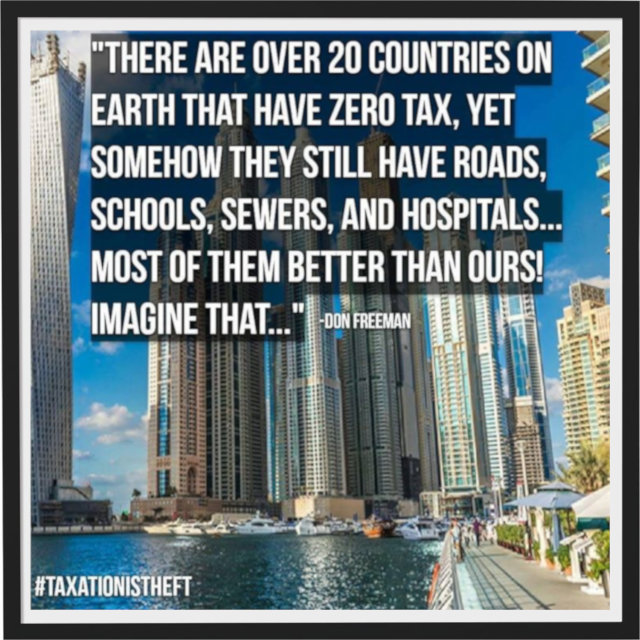 "THERE ARE OVER 20 COUNTRIES ON
EARTH THAT HAVE ZERO TAX, YET
SOMEHOW THEY STILL HAVE ROADS,
SCHOOLS, SEWERS, AND HOSPITALS...
MOST OF THEM BETTER THAN OURS!
IMAGINE THAT..." -DON FREEMAN
#TAXATIONISTHEFT